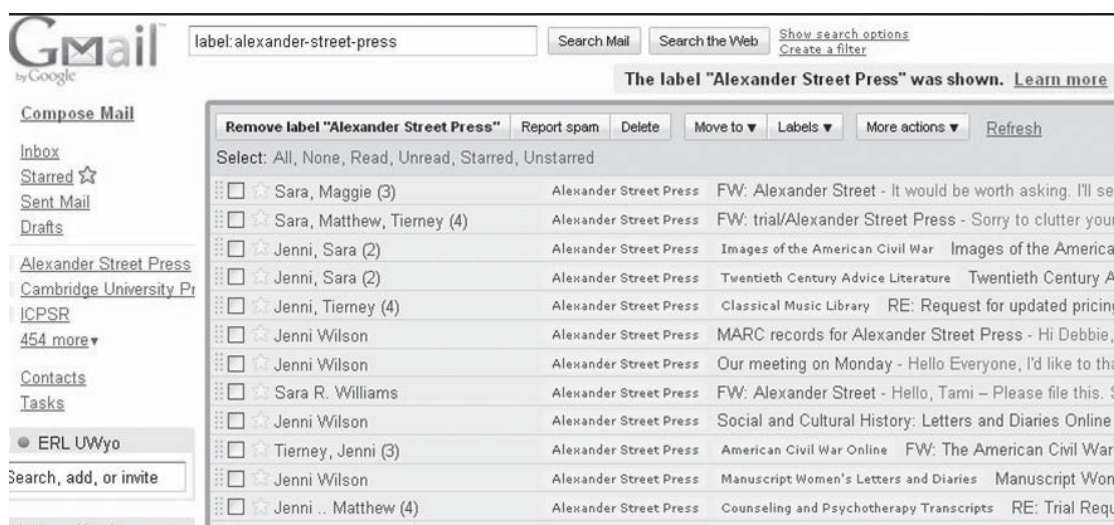 Gmail
by Google
label:alexander-street-press
Search Mail
Search the Web
Show search options
Create a filter
The label "Alexander Street Press" was shown. Learn more
Compose Mail
Inbox
Starred
Sent Mail
Drafts
Alexander Street Press
Cambridge University Pr
ICPSR
454 more
Contacts
Tasks
ERL UWyo
Search, add, or invite
Remove label "Alexander Street Press" Report spam Delete Move to Labels More actions Refresh
Select: All, None, Read, Unread, Starred, Unstarred
Sara, Maggie (3) Alexander Street Press FW: Alexander Street - It would be worth asking. I'll se
Sara, Matthew, Tierney (4) Alexander Street Press FW: trial/Alexander Street Press - Sorry to clutter your
Jenni, Sara (2) Alexander Street Press Images of the American Civil War Images of the America
Jenni, Sara (2) Alexander Street Press Twentieth Century Advice Literature Twentieth Century A
Jenni, Tierney (4) Alexander Street Press Classical Music Library RE: Request for updated pricing
Jenni Wilson Alexander Street Press MARC records for Alexander Street Press - Hi Debbie,
Jenni Wilson Alexander Street Press Our meeting on Monday - Hello Everyone, I'd like to tha
Sara R. Williams Alexander Street Press FW: Alexander Street - Hello, Tami – Please file this. S
Jenni Wilson Alexander Street Press Social and Cultural History: Letters and Diaries Online
Tierney, Jenni (3) Alexander Street Press American Civil War Online FW: The American Civil War
Jenni Wilson Alexander Street Press Manuscript Women's Letters and Diaries Manuscript Wom
Jenni .. Matthew (4) Alexander Street Press Counseling and Psychotherapy Transcripts RE: Trial Requ